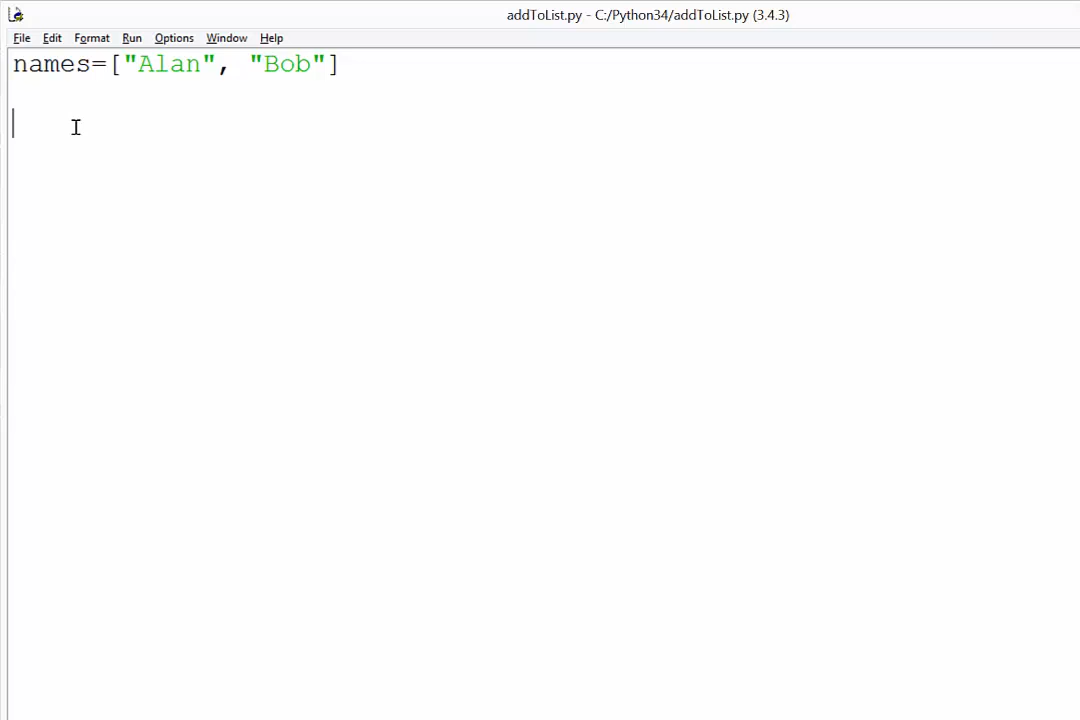 addToList.py - C:/Python34/addToList.py (3.4.3)
File Edit Format Run Options Window Help
names=["Alan", "Bob"]